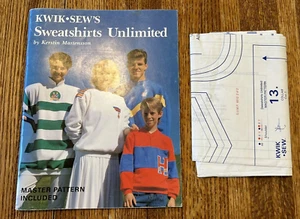 KWIK•SEW'S
Sweatshirts Unlimited
by Kerstin Martensson
MASTER PATTERN
INCLUDED
13.
KWIK
•SEW